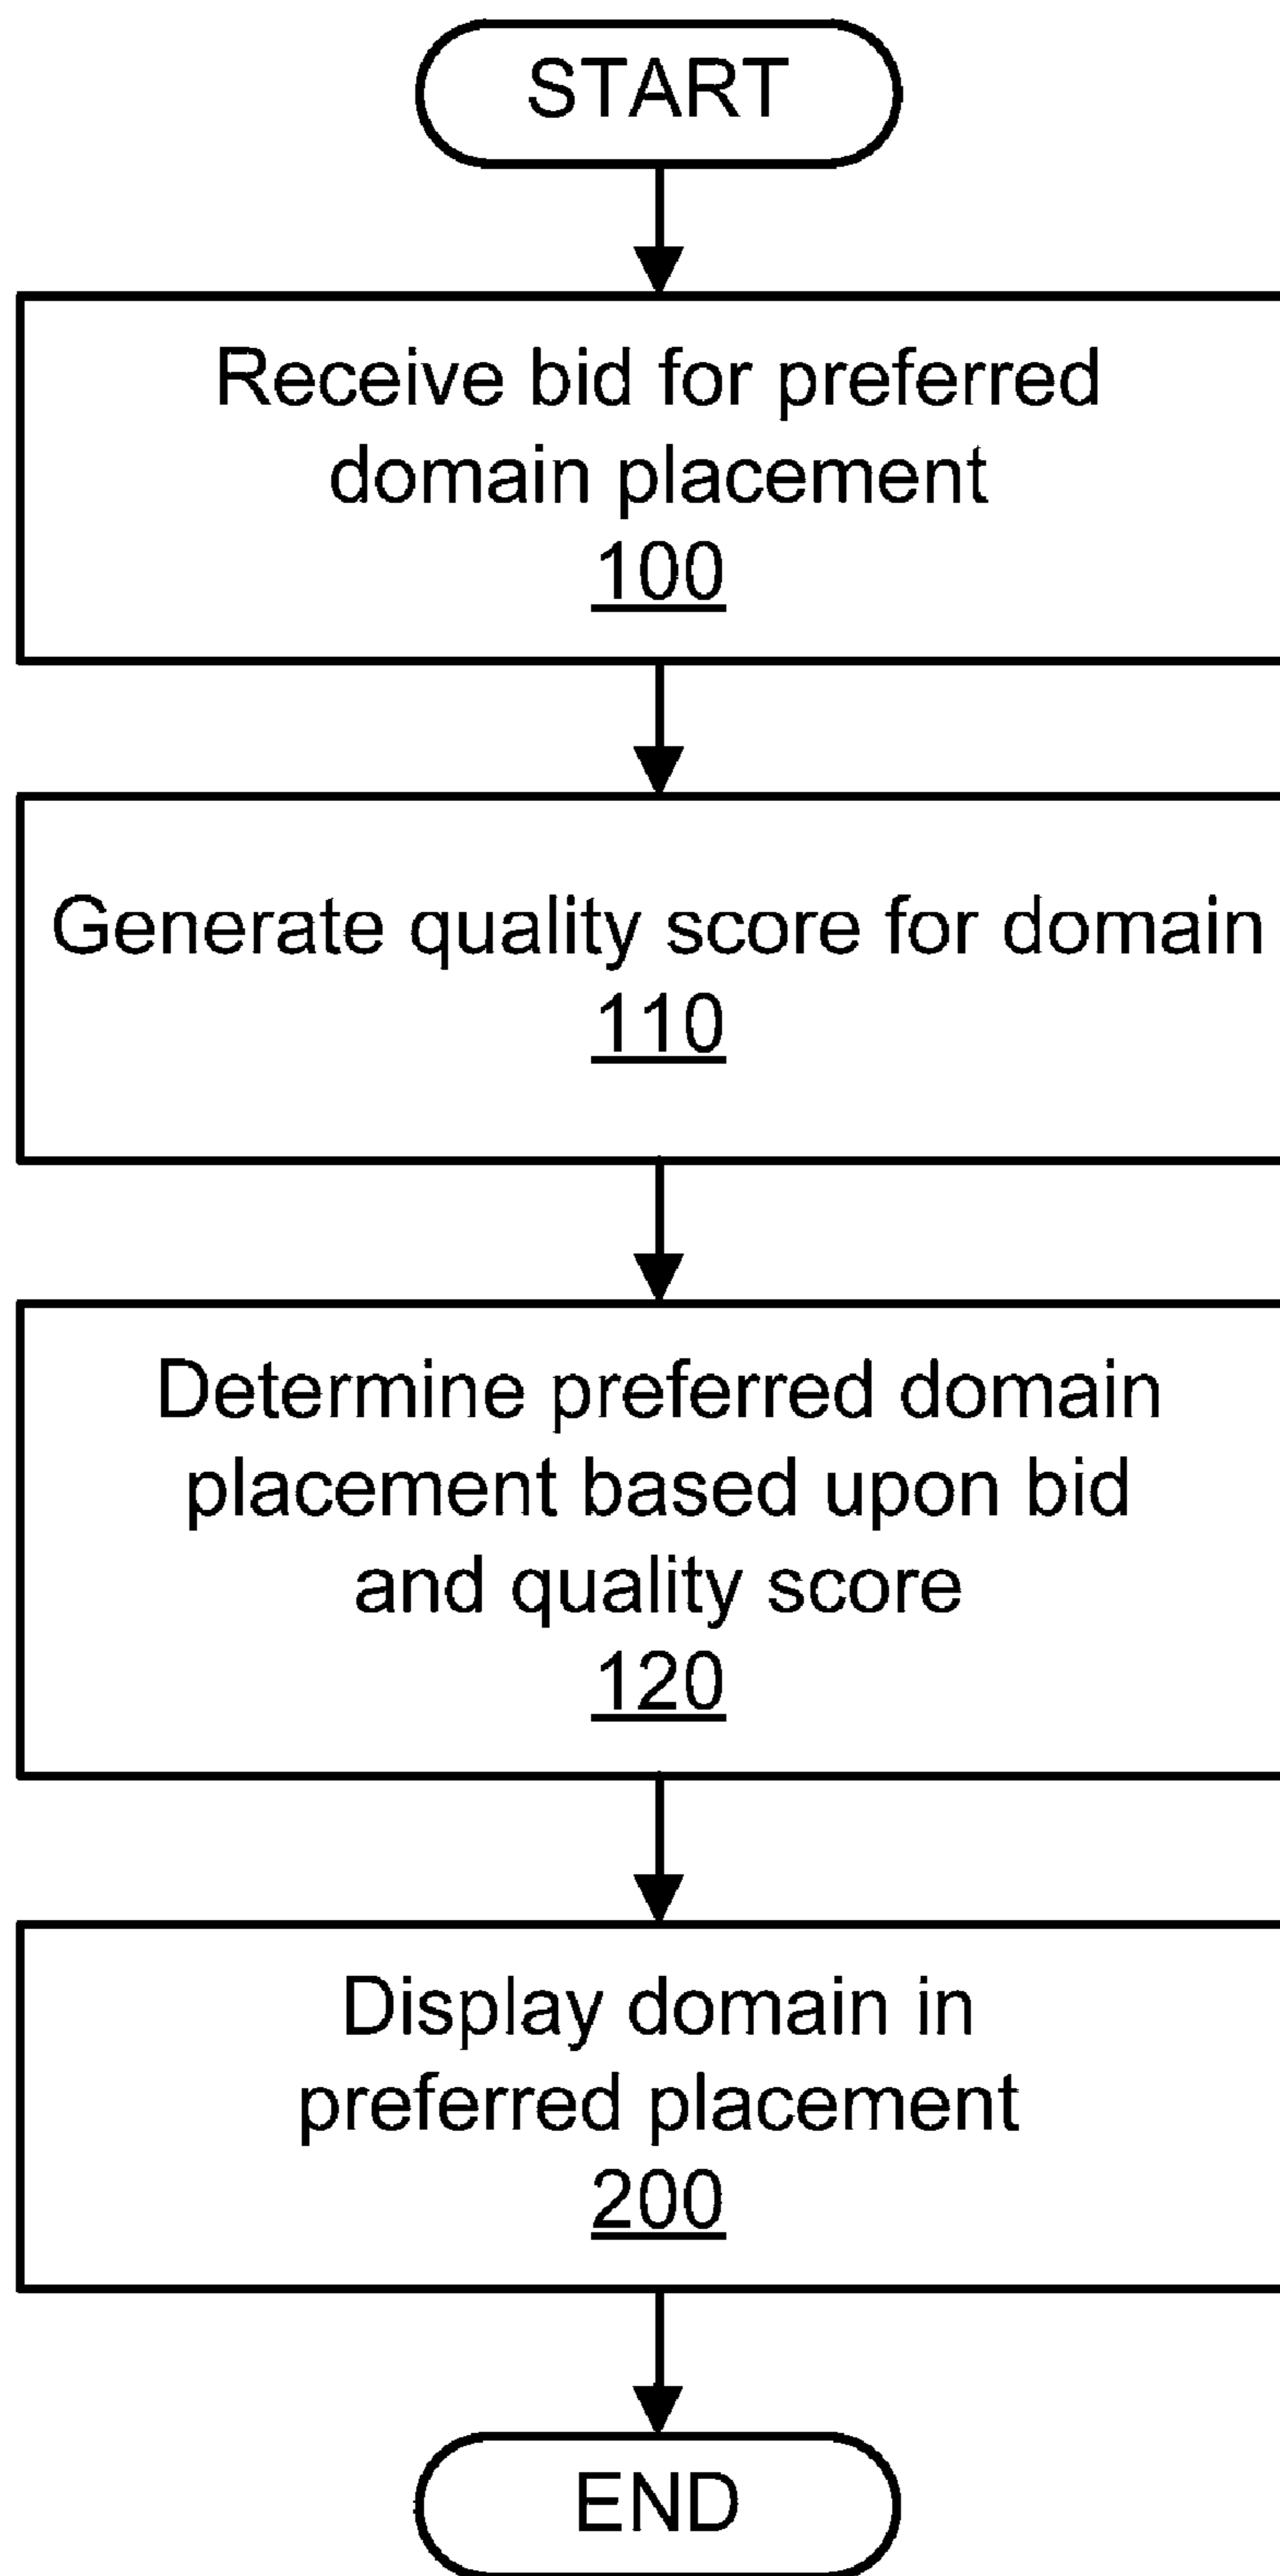 START
Receive bid for preferred
domain placement
100
Generate quality score for domain
110
Determine preferred domain
placement based upon bid
and quality score
120
Display domain in
preferred placement
200
END